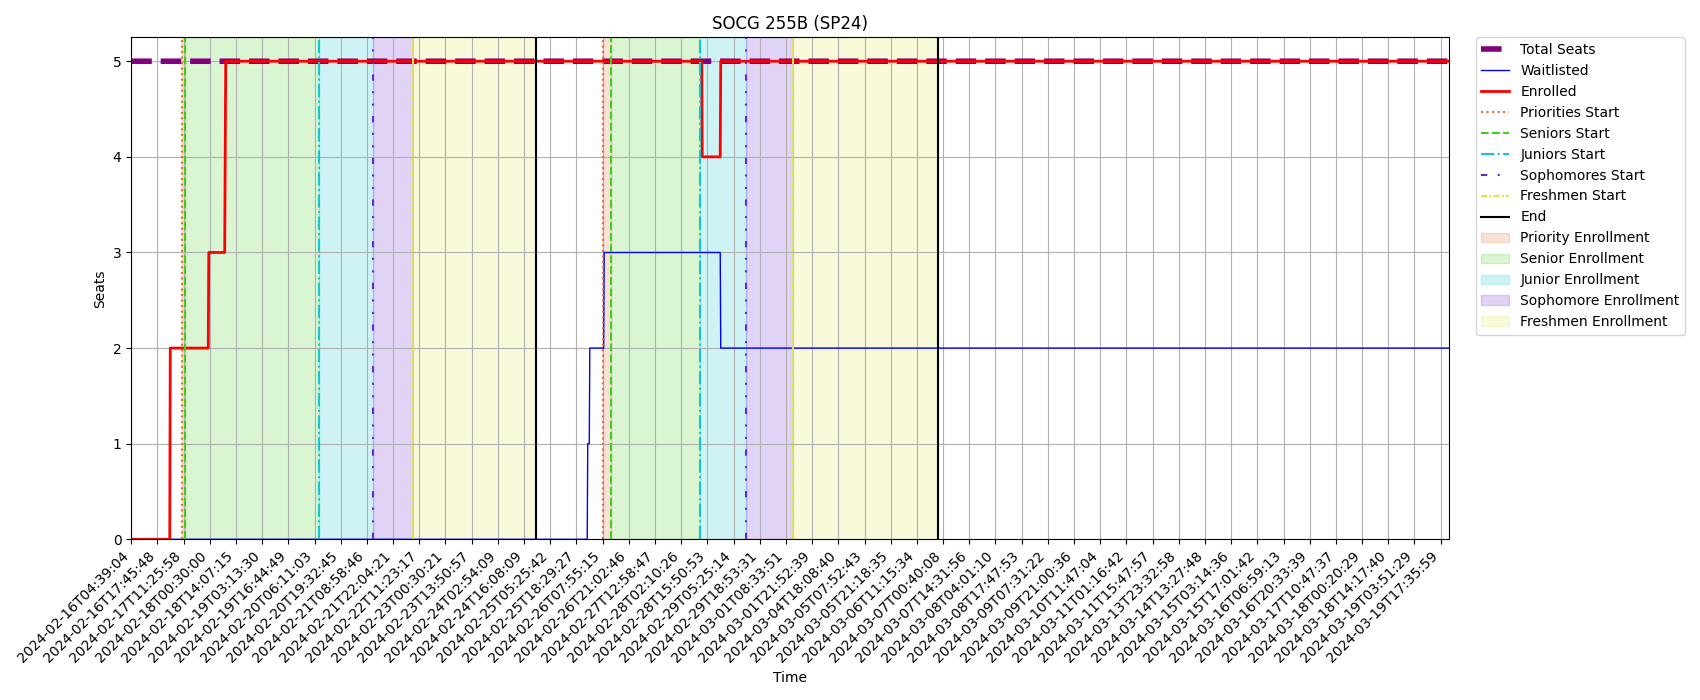 SOCG 255B (SP24)
Seats
5
4
3
2
1
0
2024-02-16T04:39:04
2024-02-16T17:45:48
2024-02-17T11:25:58
2024-02-18T00:30:00
2024-02-18T14:07:15
2024-02-19T03:13:30
2024-02-19T16:44:49
2024-02-20T06:11:03
2024-02-20T19:32:45
2024-02-21T08:58:46
2024-02-21T22:04:21
2024-02-22T11:23:17
2024-02-23T00:30:21
2024-02-23T13:50:57
2024-02-24T02:54:09
2024-02-24T16:08:09
2024-02-25T05:25:42
2024-02-25T18:29:27
2024-02-26T07:55:15
2024-02-26T21:02:46
2024-02-27T12:58:47
2024-02-28T02:10:26
2024-02-28T15:50:53
2024-02-29T05:25:14
2024-02-29T18:53:31
2024-03-01T08:33:51
2024-03-01T21:52:39
2024-03-04T18:08:40
2024-03-05T07:52:43
2024-03-05T21:18:35
2024-03-06T11:15:34
2024-03-07T00:40:08
2024-03-07T14:31:56
2024-03-08T04:01:10
2024-03-08T17:47:53
2024-03-09T07:31:22
2024-03-09T21:00:36
2024-03-10T11:47:04
2024-03-11T01:16:42
2024-03-11T15:47:57
2024-03-13T23:32:58
2024-03-14T13:27:48
2024-03-15T03:14:36
2024-03-15T17:01:42
2024-03-16T06:59:13
2024-03-16T20:33:39
2024-03-17T10:47:37
2024-03-18T00:20:29
2024-03-18T14:17:40
2024-03-19T03:51:29
2024-03-19T17:35:59
Time
Total Seats
Waitlisted
Enrolled
Priorities Start
Seniors Start
Juniors Start
Sophomores Start
Freshmen Start
End
Priority Enrollment
Senior Enrollment
Junior Enrollment
Sophomore Enrollment
Freshmen Enrollment